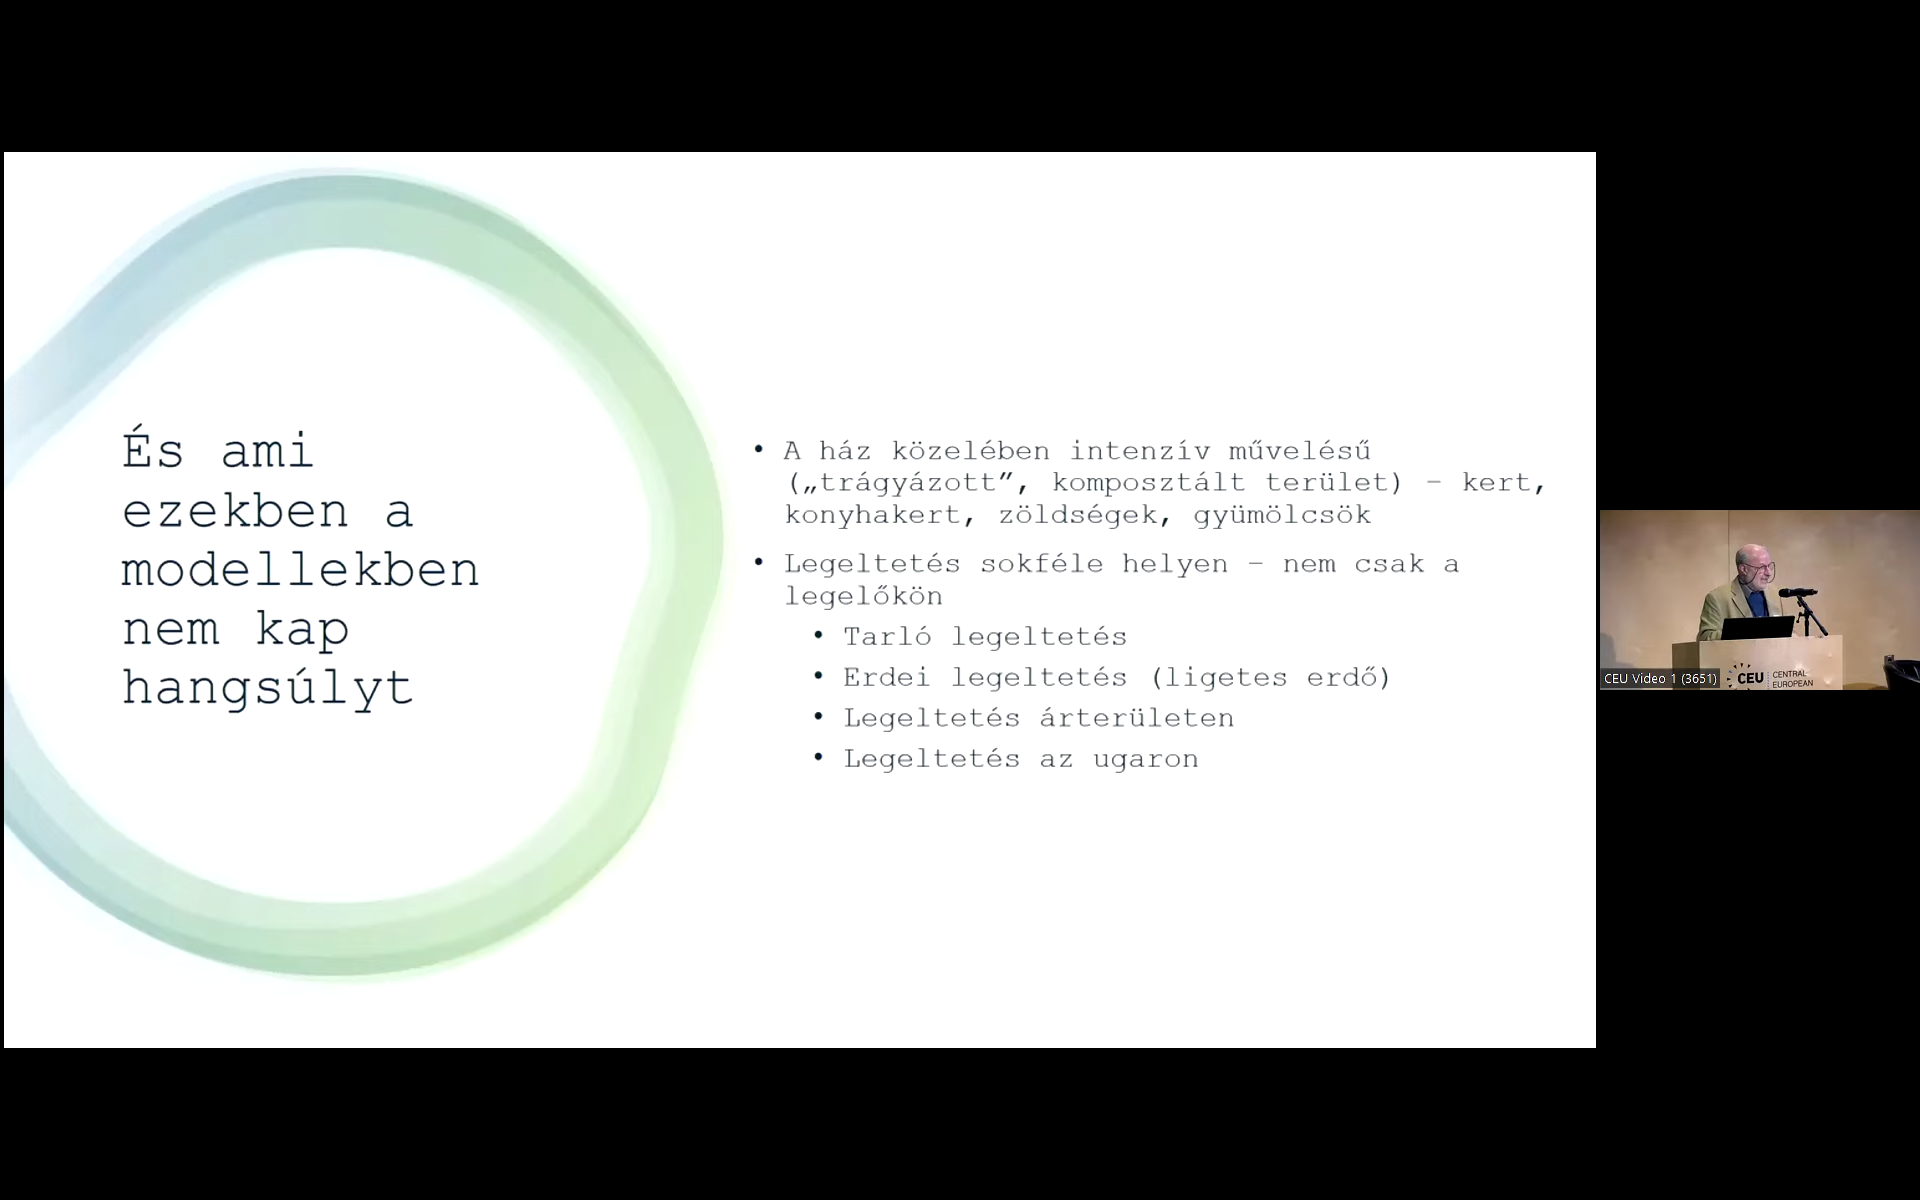 És ami
ezekben a
modellekben
nem kap
hangsúlyt
• A ház közelében intenzív művelésű
(„trágyázott”, komposztált terület) – kert,
konyhakert, zöldségek, gyümölcsök
• Legeltetés sokféle helyen – nem csak a
legelőkön
• Tarló legeltetés
• Erdei legeltetés (ligetes erdő)
• Legeltetés árterületen
• Legeltetés az ugaron
CEU Video 1 (3651)
CEU
CENTRAL
EUROPEAN